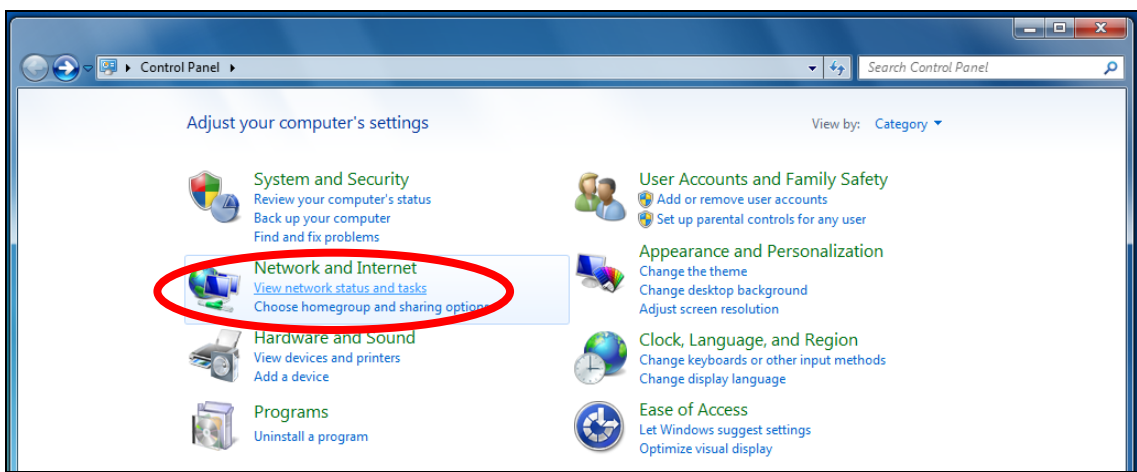 Control Panel
Search Control Panel
Adjust your computer's settings
View by: Category
System and Security
Review your computer's status
Back up your computer
Find and fix problems
Network and Internet
View network status and tasks
Choose homegroup and sharing options
Hardware and Sound
View devices and printers
Add a device
Programs
Uninstall a program
User Accounts and Family Safety
Add or remove user accounts
Set up parental controls for any user
Appearance and Personalization
Change the theme
Change desktop background
Adjust screen resolution
Clock, Language, and Region
Change keyboards or other input methods
Change display language
Ease of Access
Let Windows suggest settings
Optimize visual display